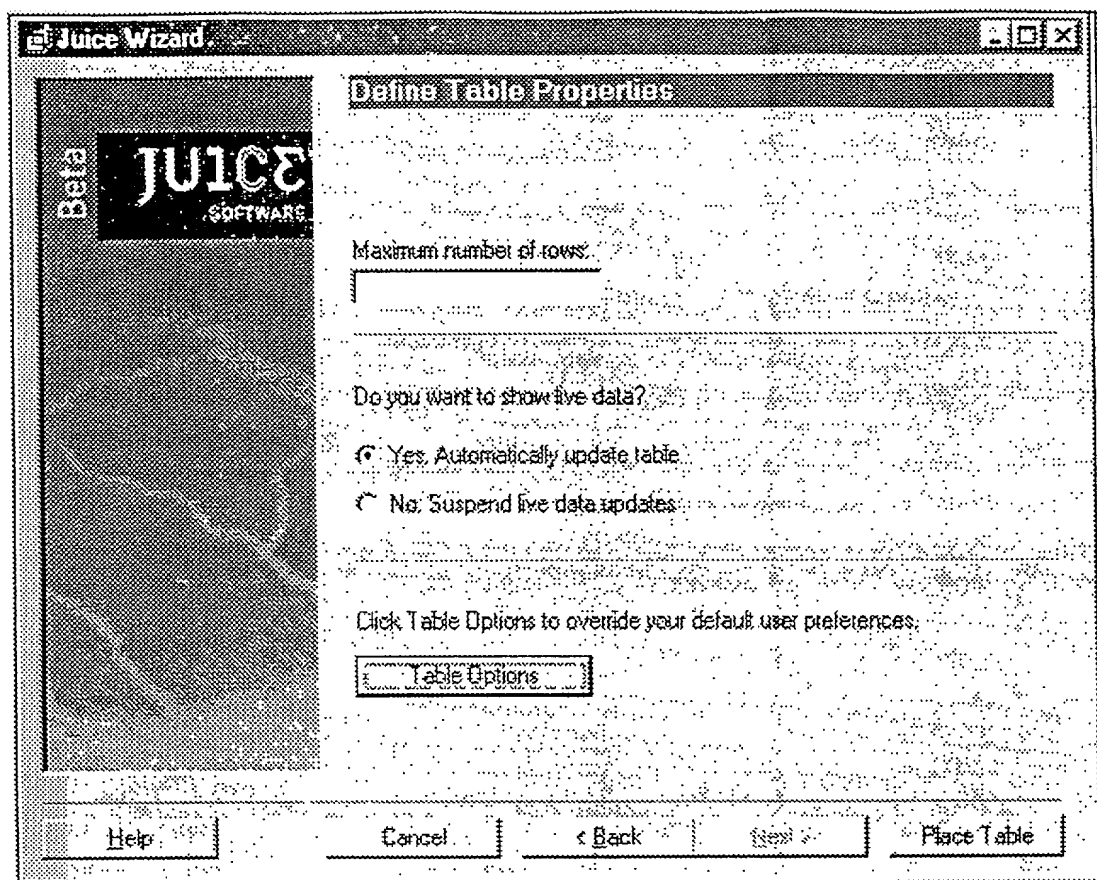 Juice Wizard
Define Table Properties
Beta
JUICE
SOFTWARE
Maximum number of rows:
Do you want to show live data?
Yes. Automatically update table
No. Suspend live data updates
Click Table Options to override your default user preferences.
Table Options
Help
Cancel
< Back
Next >
Place Table